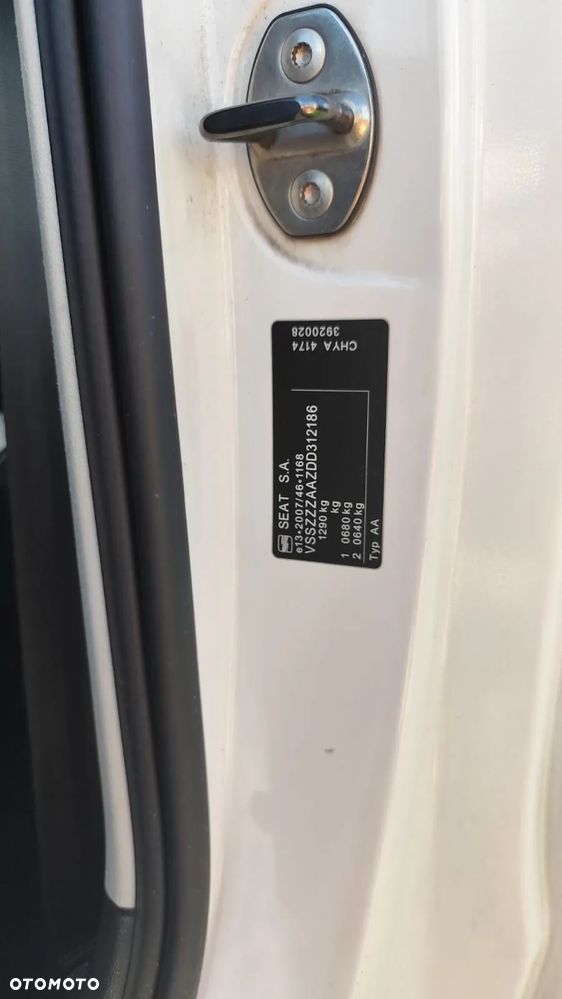 SEAT S.A.
e13*2007/46*1168
VSSZZZAAZDD312186
1290 kg
kg
1 0680 kg
2 0640 kg
Typ AA
CHYA 4174
3920028
OTOMOTO